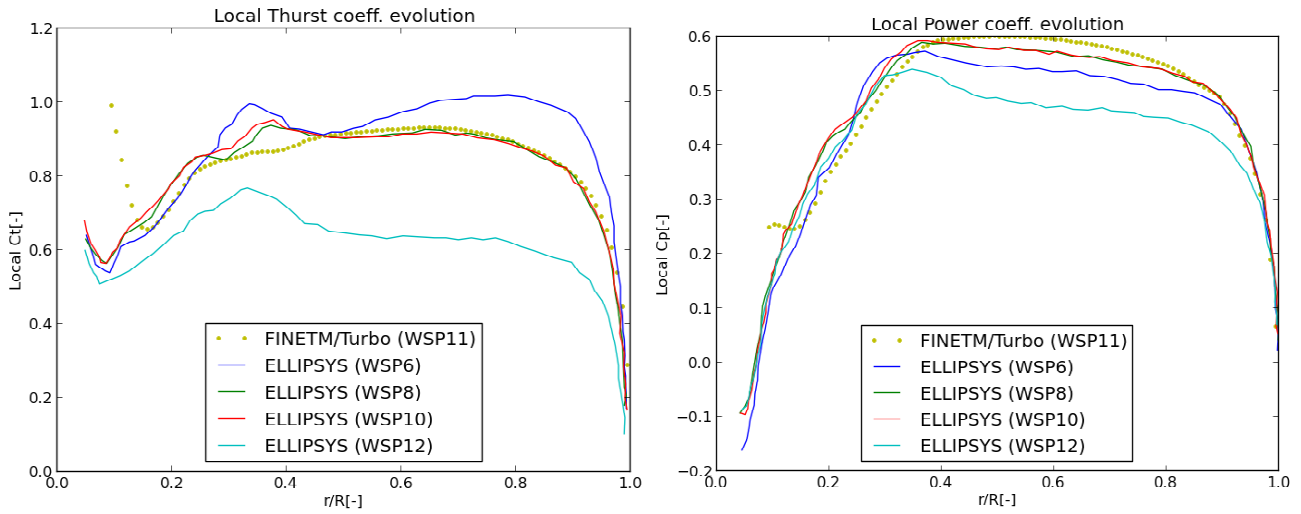 Local Thurst coeff. evolution
1.2
1.0
0.8
0.6
0.4
0.2
0.0
Local Ct[-]
FINETM/Turbo (WSP11)
ELLIPSYS (WSP6)
ELLIPSYS (WSP8)
ELLIPSYS (WSP10)
ELLIPSYS (WSP12)
0.0 0.2 0.4 0.6 0.8 1.0
r/R[-]
Local Power coeff. evolution
0.6
0.5
0.4
0.3
0.2
0.1
0.0
−0.1
−0.2
Local Cp[-]
FINETM/Turbo (WSP11)
ELLIPSYS (WSP6)
ELLIPSYS (WSP8)
ELLIPSYS (WSP10)
ELLIPSYS (WSP12)
0.0 0.2 0.4 0.6 0.8 1.0
r/R[-]